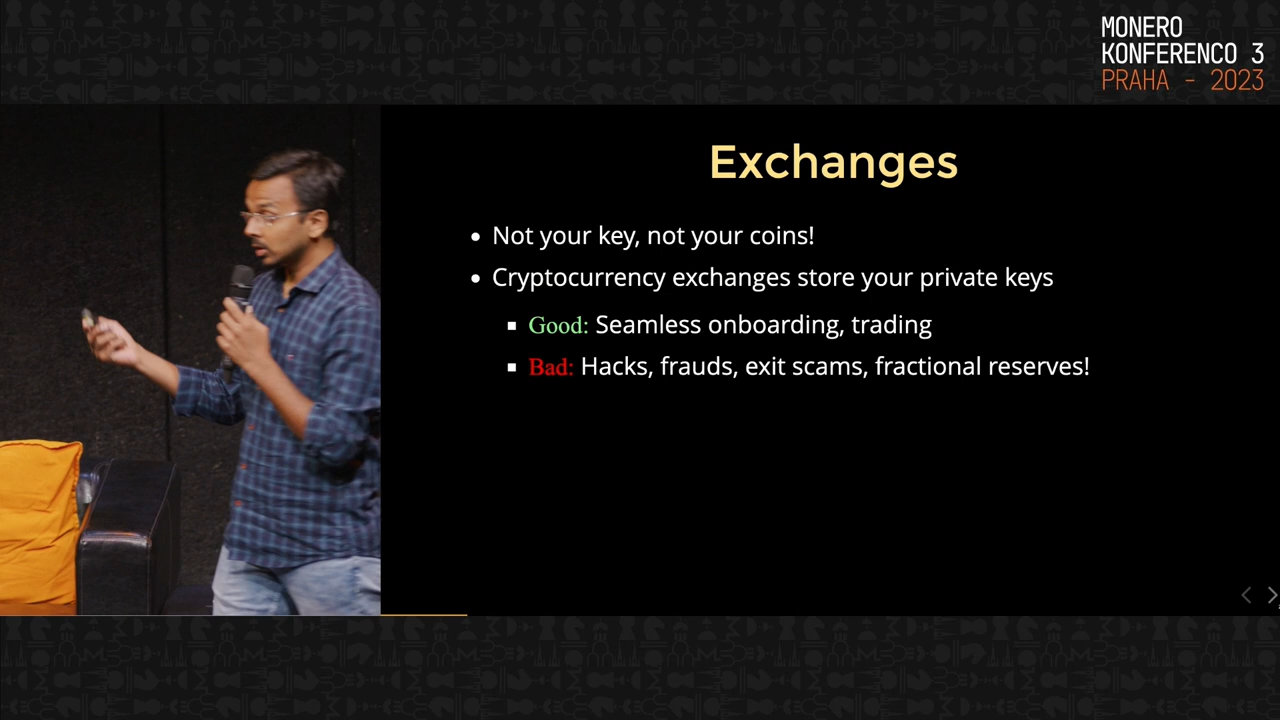 MONERO
KONFERENCO 3
PRAHA - 2023
Exchanges
Not your key, not your coins!
Cryptocurrency exchanges store your private keys
Good: Seamless onboarding, trading
Bad: Hacks, frauds, exit scams, fractional reserves!